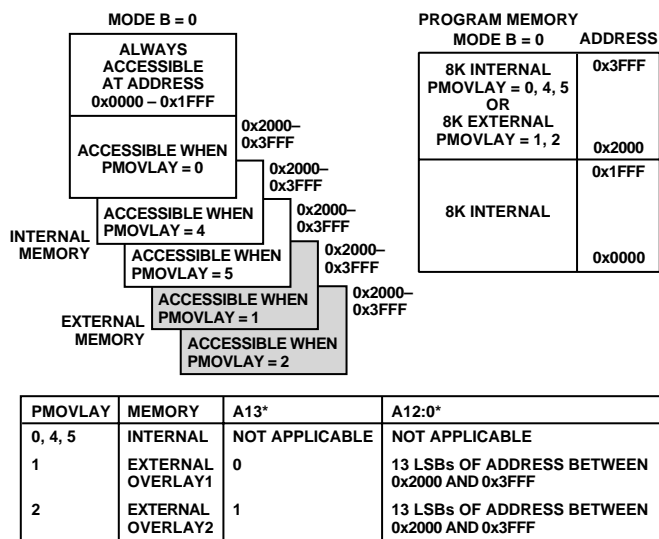 MODE B = 0
ALWAYS
ACCESSIBLE
AT ADDRESS
0x0000 – 0x1FFF
ACCESSIBLE WHEN
PMOVLAY = 0
0x2000–
0x3FFF
ACCESSIBLE WHEN
PMOVLAY = 4
0x2000–
0x3FFF
INTERNAL
MEMORY
ACCESSIBLE WHEN
PMOVLAY = 5
0x2000–
0x3FFF
ACCESSIBLE WHEN
PMOVLAY = 1
0x2000–
0x3FFF
EXTERNAL
MEMORY
ACCESSIBLE WHEN
PMOVLAY = 2
0x2000–
0x3FFF
PROGRAM MEMORY
MODE B = 0 ADDRESS
8K INTERNAL
PMOVLAY = 0, 4, 5
OR
8K EXTERNAL
PMOVLAY = 1, 2
0x3FFF
0x2000
8K INTERNAL
0x1FFF
0x0000
PMOVLAY MEMORY A13* A12:0*
0, 4, 5 INTERNAL NOT APPLICABLE NOT APPLICABLE
1 EXTERNAL 0 13 LSBs OF ADDRESS BETWEEN
OVERLAY1 0x2000 AND 0x3FFF
2 EXTERNAL 1 13 LSBs OF ADDRESS BETWEEN
OVERLAY2 0x2000 AND 0x3FFF